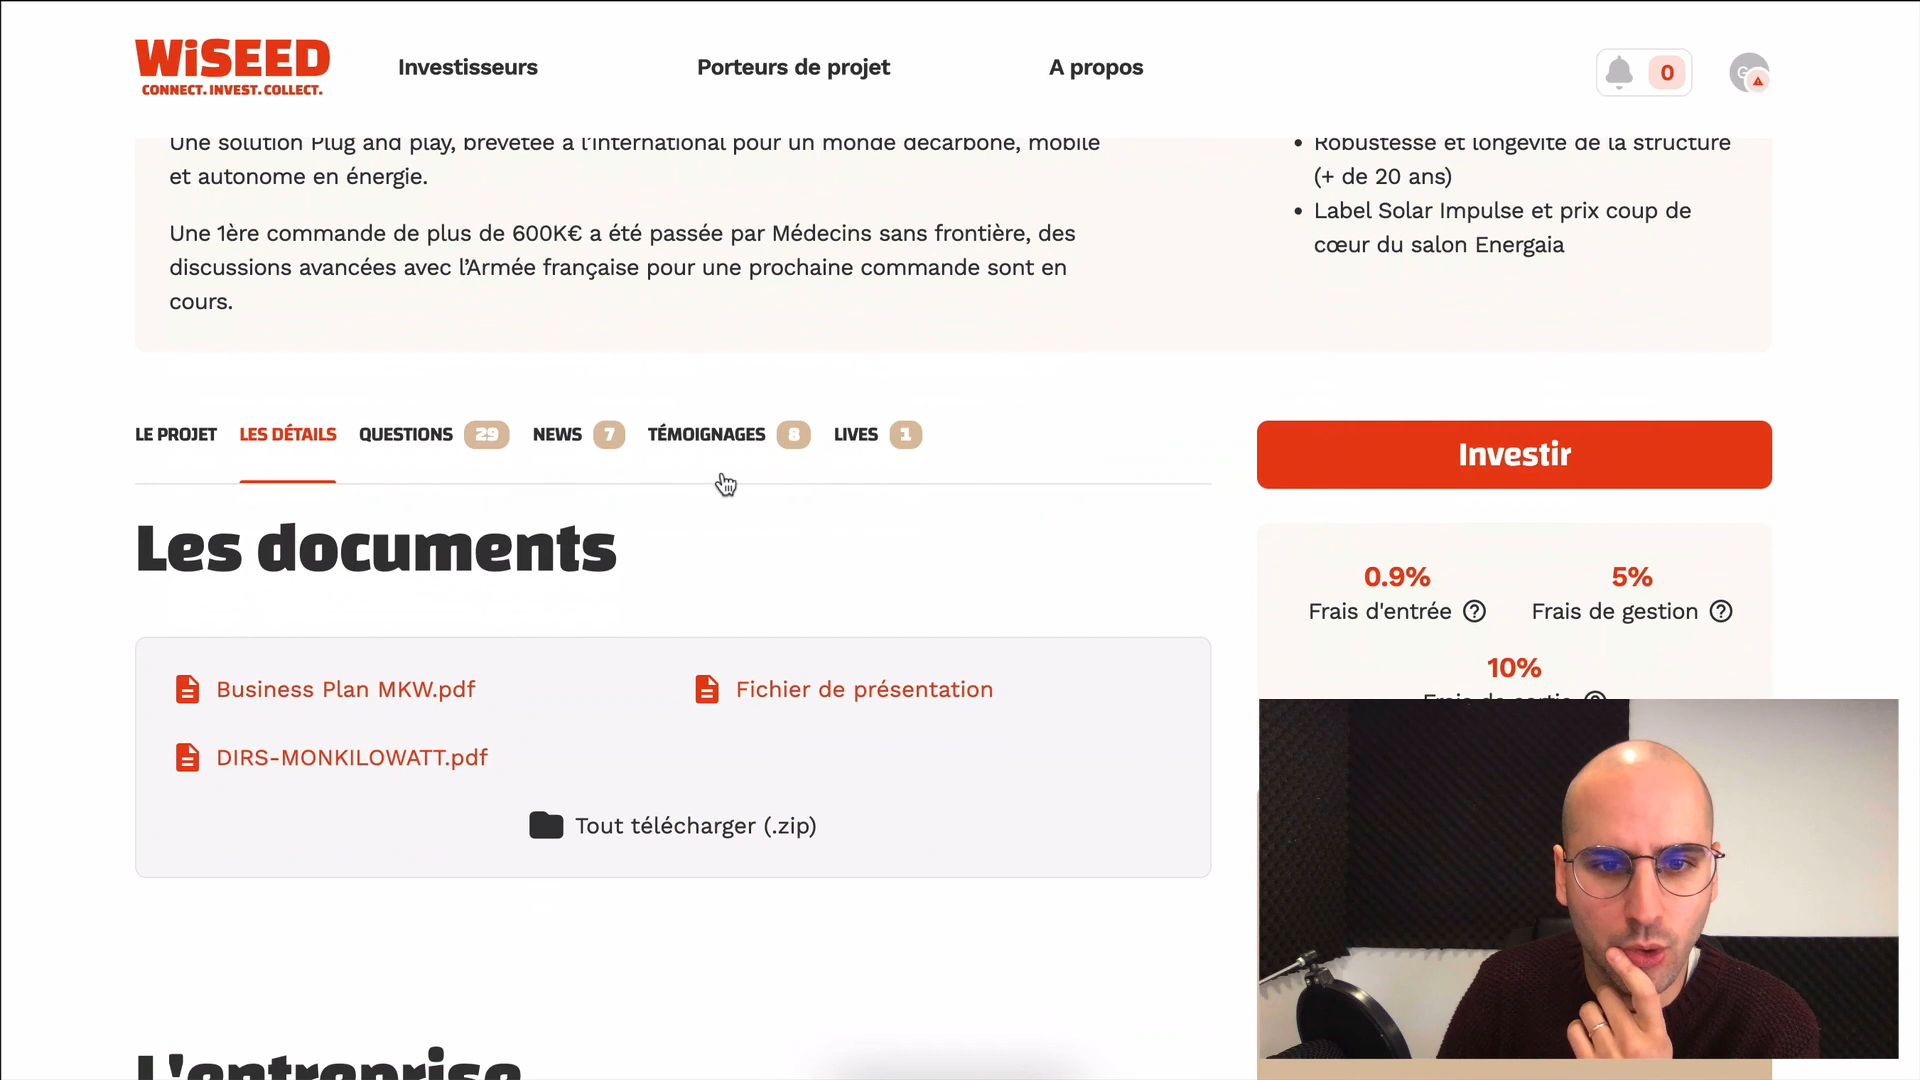 WiSEED
CONNECT. INVEST. COLLECT.
Investisseurs
Porteurs de projet
A propos
0
G
Une solution Plug and play, brevetée à l'international pour un monde décarboné, mobile
et autonome en énergie.
Une 1ère commande de plus de 600K€ a été passée par Médecins sans frontière, des
discussions avancées avec l'Armée française pour une prochaine commande sont en
cours.
• Robustesse et longévité de la structure
(+ de 20 ans)
• Label Solar Impulse et prix coup de
cœur du salon Energaia
LE PROJET
LES DÉTAILS
QUESTIONS 29
NEWS 7
TÉMOIGNAGES 8
LIVES 1
Investir
Les documents
Business Plan MKW.pdf
Fichier de présentation
DIRS-MONKILOWATT.pdf
Tout télécharger (.zip)
0.9%
Frais d'entrée ?
5%
Frais de gestion ?
10%
Frais de sortie ?
L'entreprise